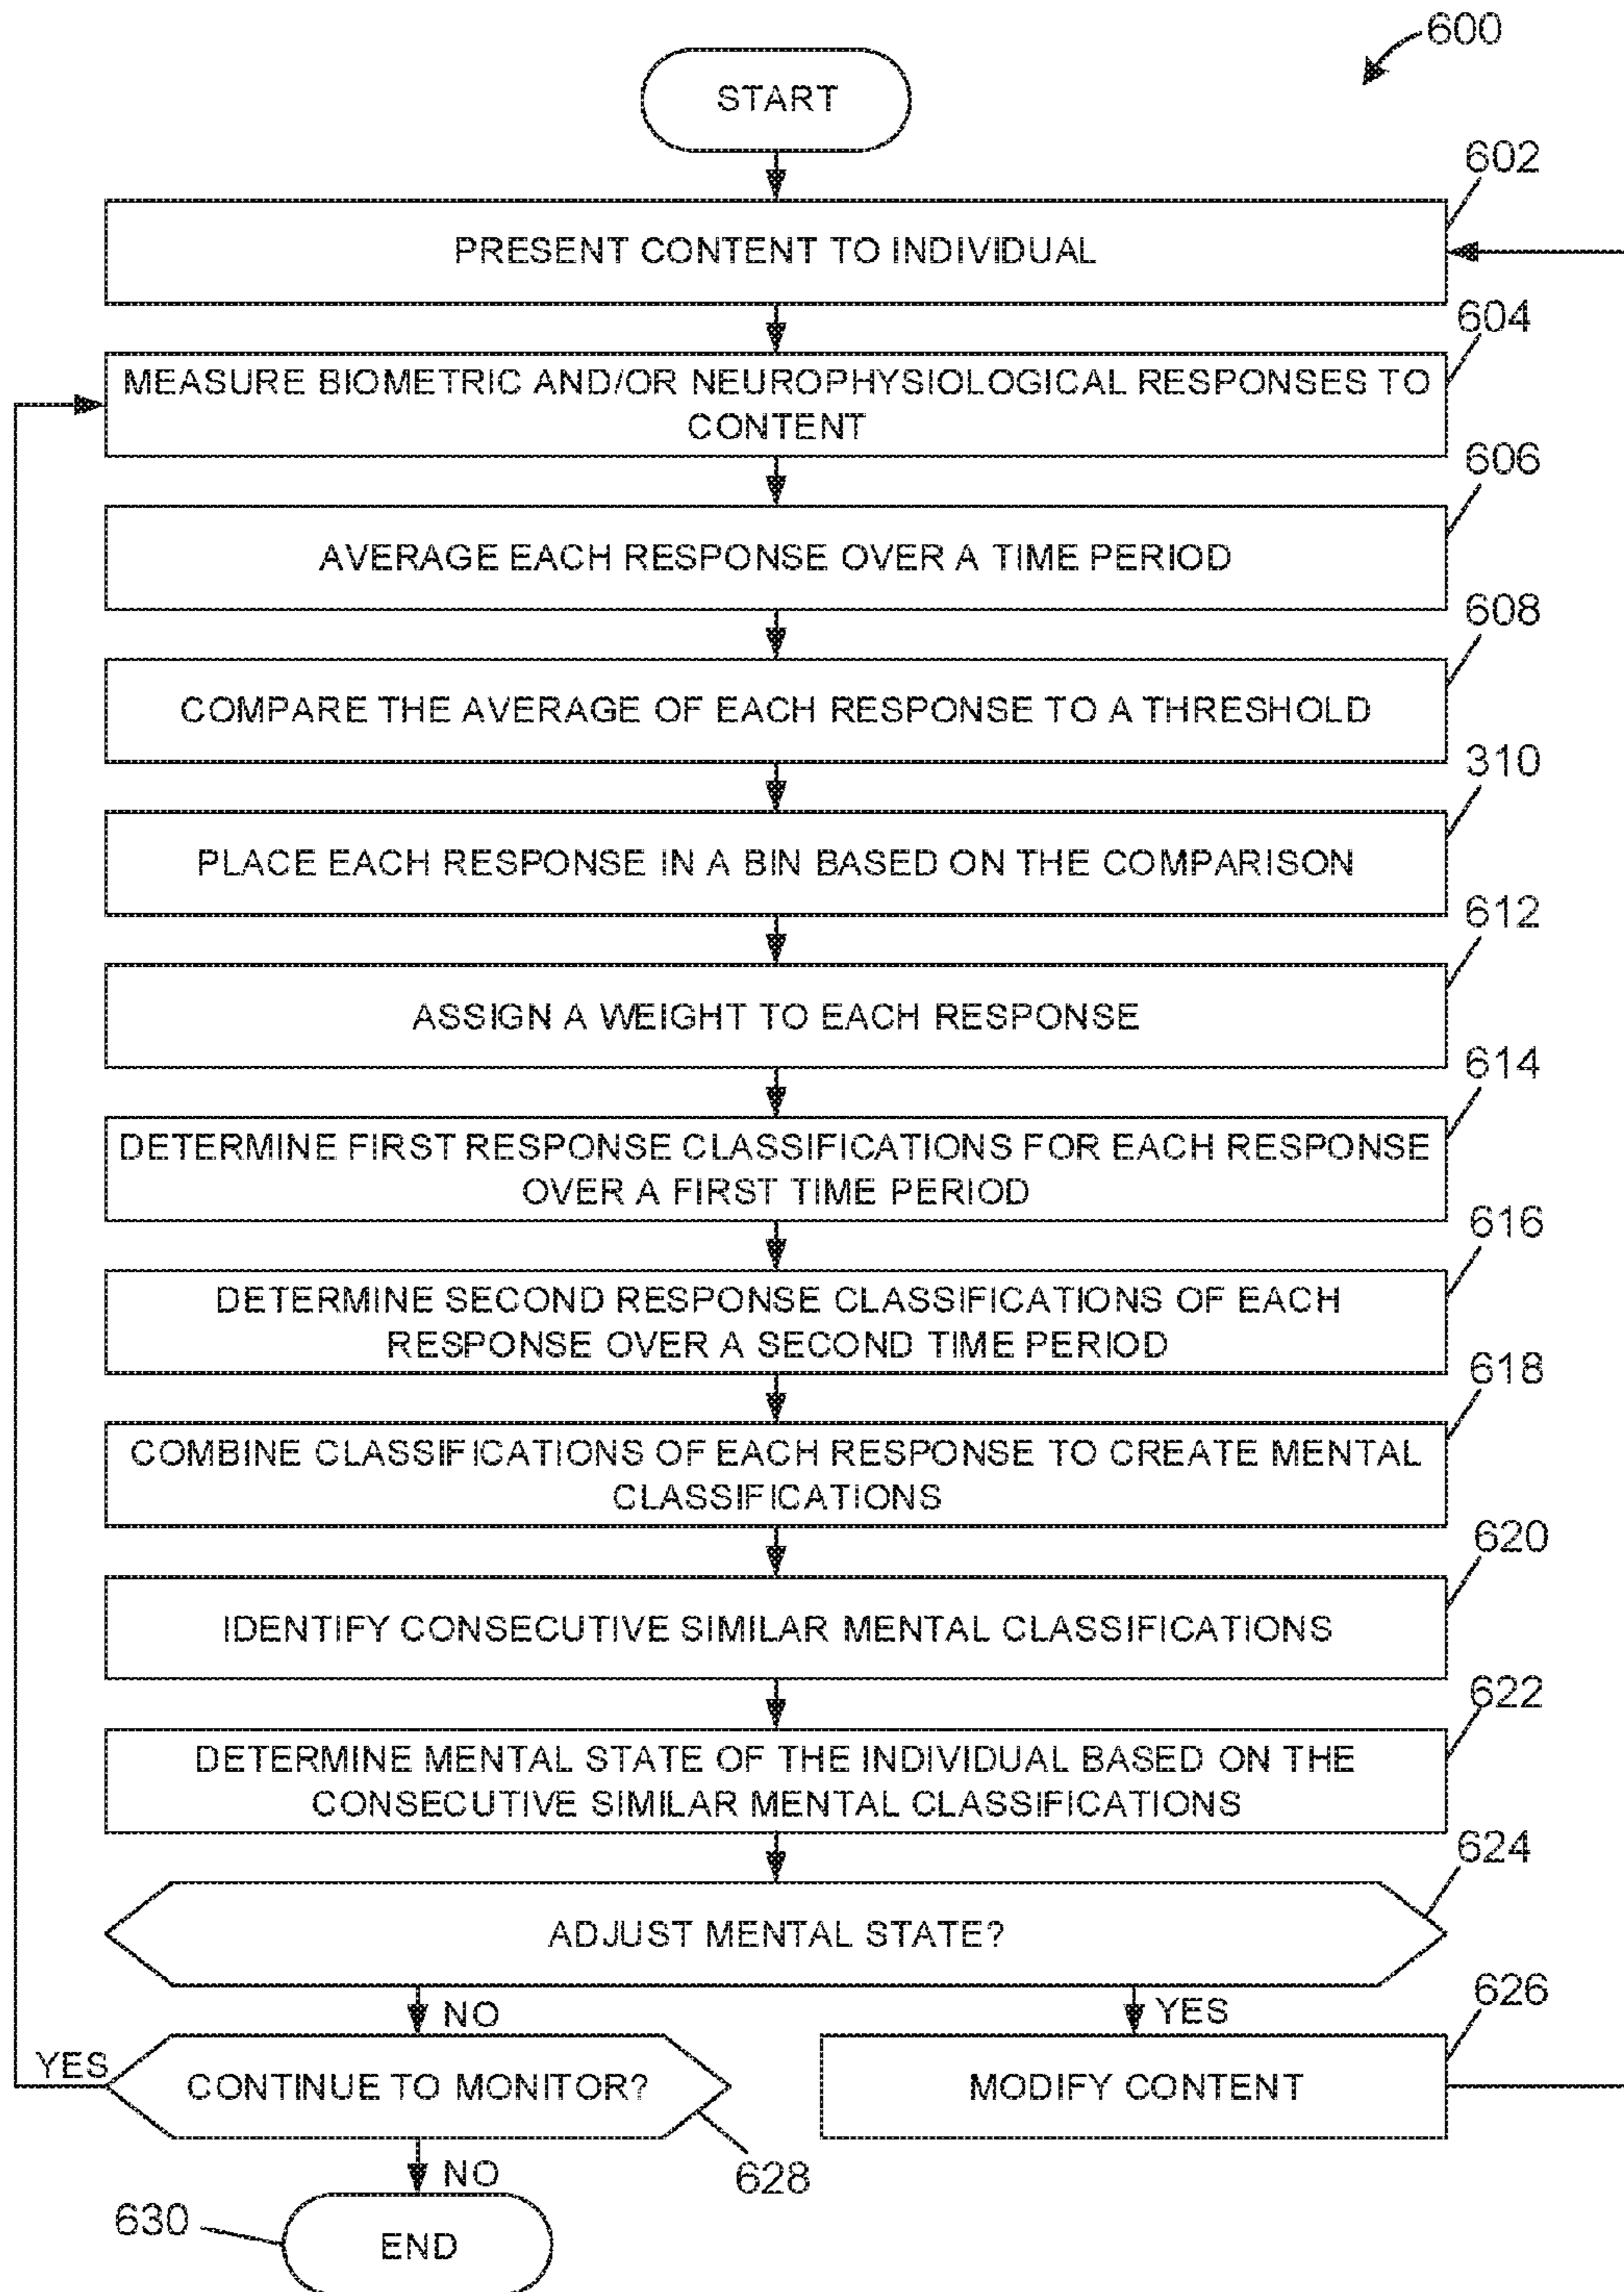 600
START
602
PRESENT CONTENT TO INDIVIDUAL
604
MEASURE BIOMETRIC AND/OR NEUROPHYSIOLOGICAL RESPONSES TO
CONTENT
606
AVERAGE EACH RESPONSE OVER A TIME PERIOD
608
COMPARE THE AVERAGE OF EACH RESPONSE TO A THRESHOLD
310
PLACE EACH RESPONSE IN A BIN BASED ON THE COMPARISON
612
ASSIGN A WEIGHT TO EACH RESPONSE
614
DETERMINE FIRST RESPONSE CLASSIFICATIONS FOR EACH RESPONSE
OVER A FIRST TIME PERIOD
616
DETERMINE SECOND RESPONSE CLASSIFICATIONS OF EACH
RESPONSE OVER A SECOND TIME PERIOD
618
COMBINE CLASSIFICATIONS OF EACH RESPONSE TO CREATE MENTAL
CLASSIFICATIONS
620
IDENTIFY CONSECUTIVE SIMILAR MENTAL CLASSIFICATIONS
622
DETERMINE MENTAL STATE OF THE INDIVIDUAL BASED ON THE
CONSECUTIVE SIMILAR MENTAL CLASSIFICATIONS
624
ADJUST MENTAL STATE?
NO
YES
626
YES
CONTINUE TO MONITOR?
MODIFY CONTENT
628
NO
630
END